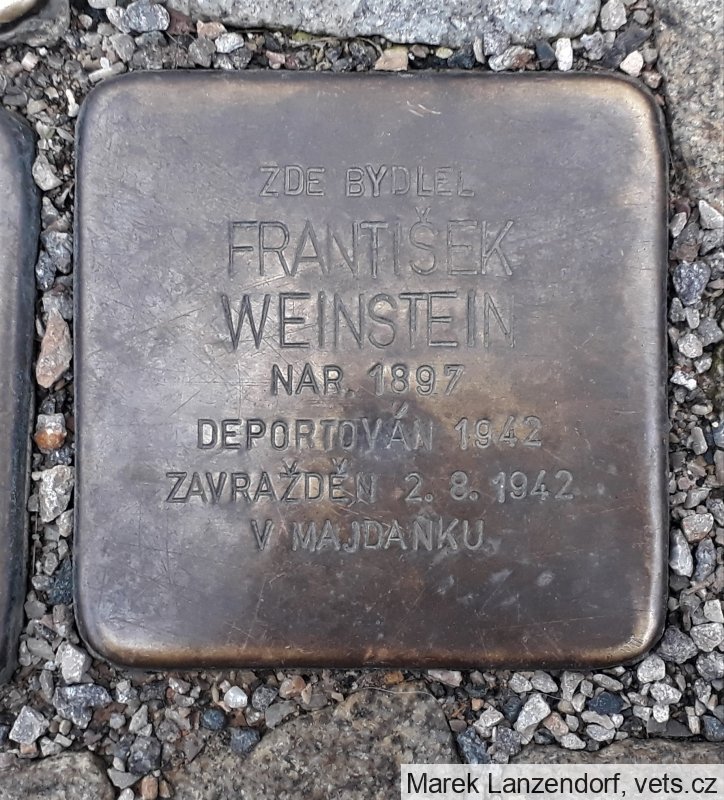 ZDE BYDLEL
FRANTIŠEK
WEINSTEIN
NAR. 1897
DEPORTOVÁN 1942
ZAVRAŽDĚN 2. 8. 1942
V MAJDANKU
Marek Lanzendorf, vets.cz